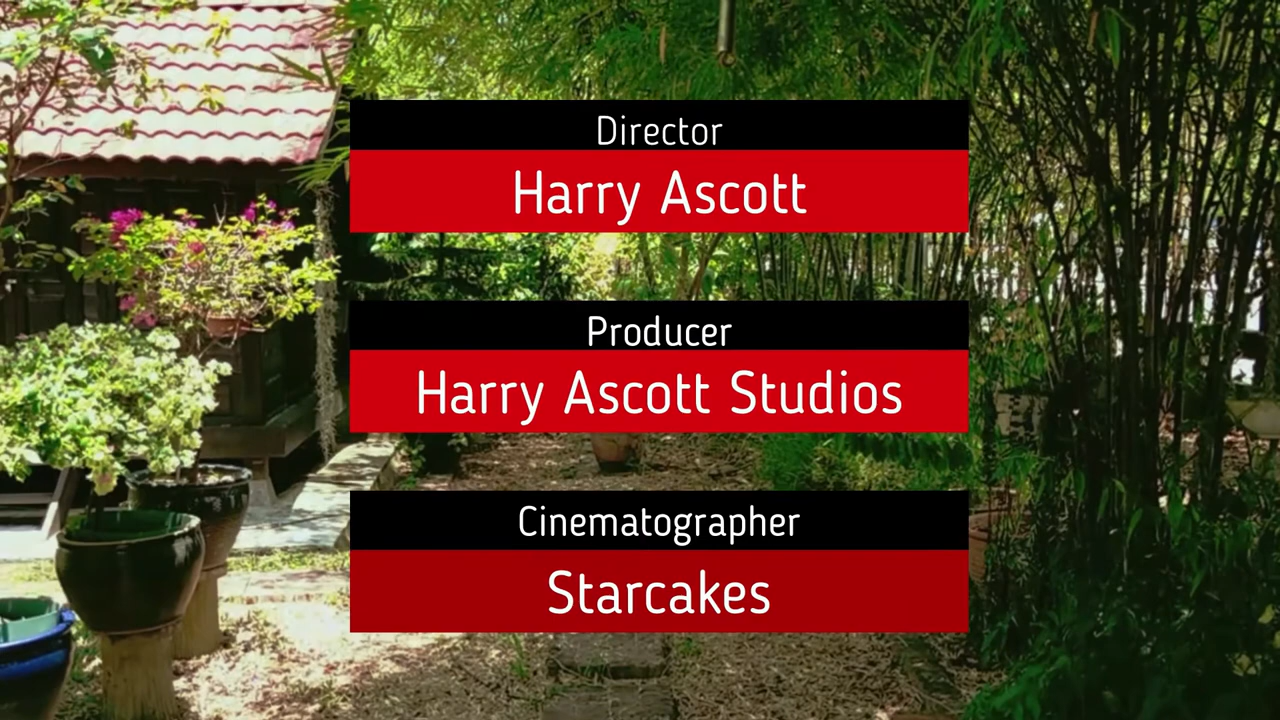 Director
Harry Ascott
Producer
Harry Ascott Studios
Cinematographer
Starcakes